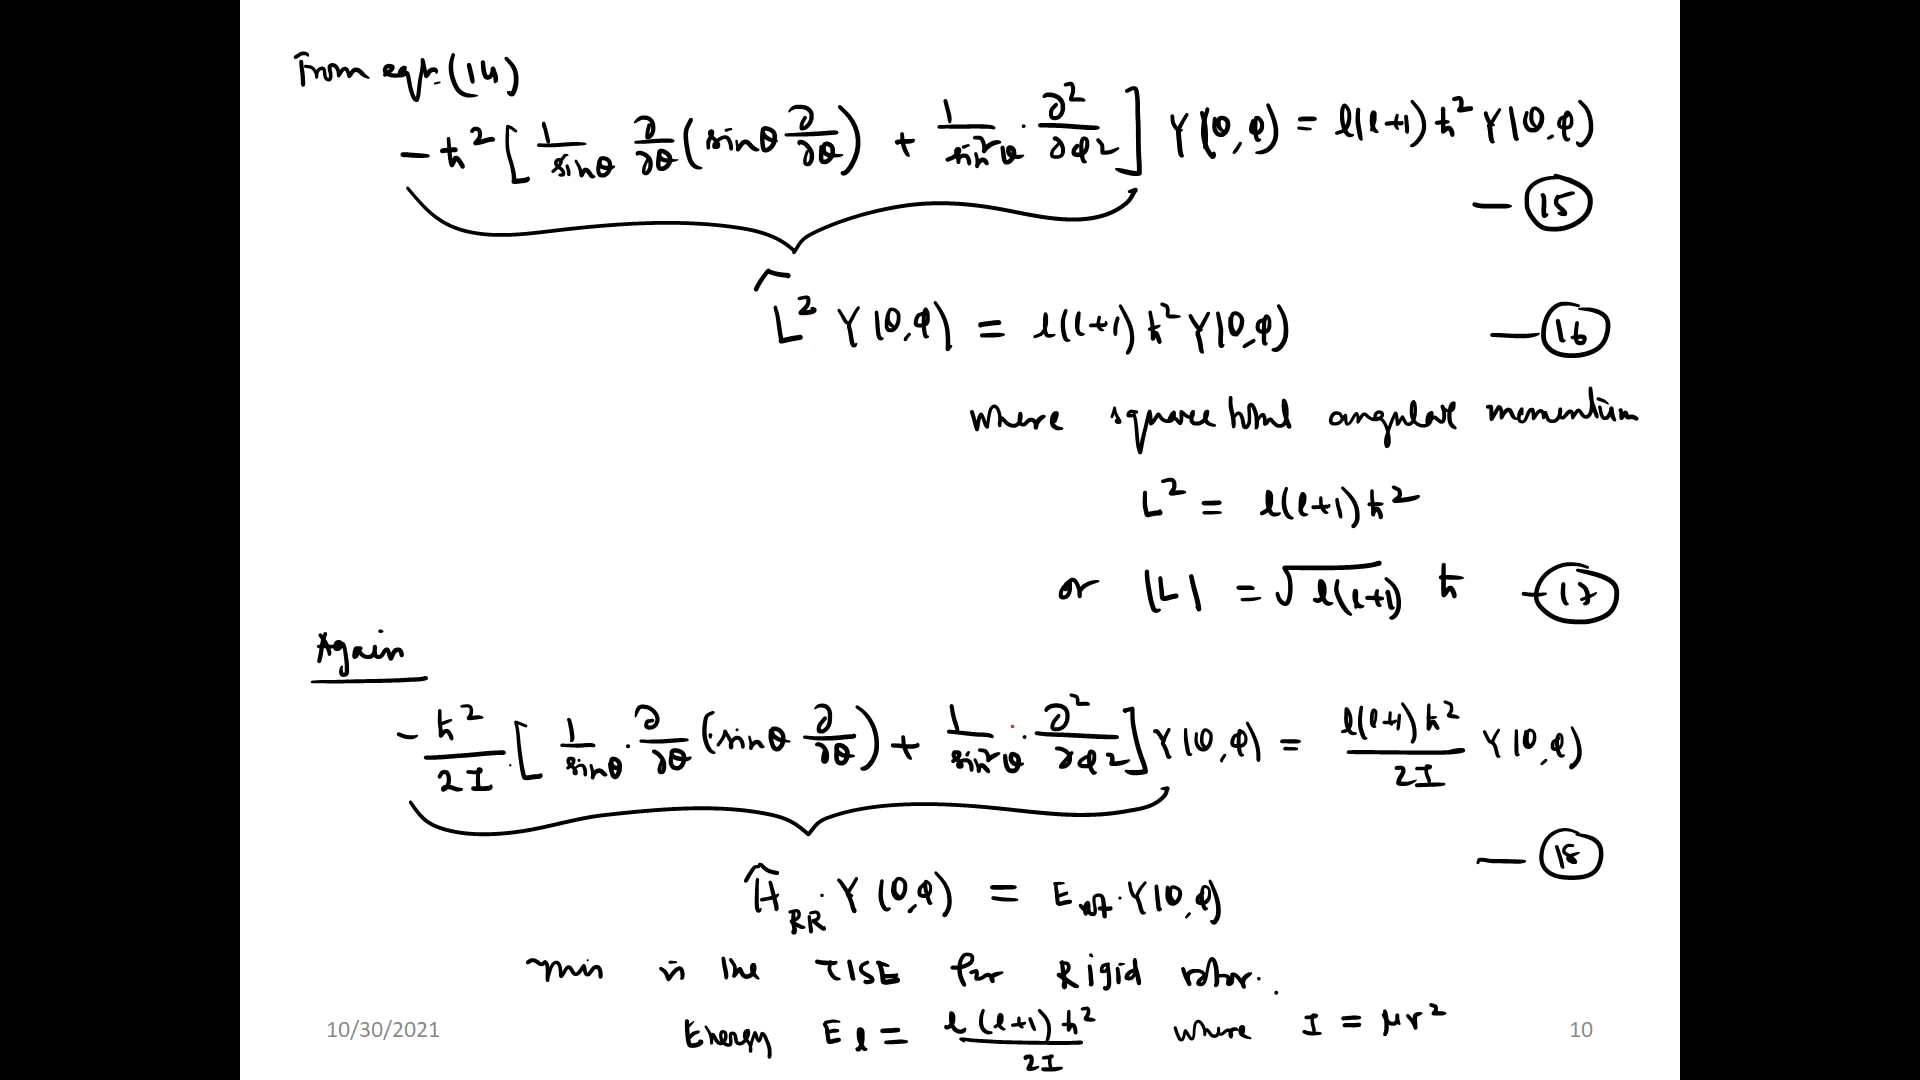 From eqn. (14)
- ħ² [ 1/sinθ ∂/∂θ ( sinθ ∂/∂θ ) + 1/sin²θ · ∂²/∂φ² ] Y(θ,φ) = l(l+1) ħ² Y(θ,φ)
— (15)
L̂² Y(θ,φ) = l(l+1) ħ² Y(θ,φ) — (16)
where square total angular momentum
L² = l(l+1) ħ²
or |L| = √l(l+1) ħ — (17)
Again
- ħ²/2I · [ 1/sinθ · ∂/∂θ ( sinθ ∂/∂θ ) + 1/sin²θ · ∂²/∂φ² ] Y(θ,φ) = l(l+1) ħ²/2I Y(θ,φ)
— (18)
Ĥ_RR · Y(θ,φ) = E_rot · Y(θ,φ)
This is the TISE for Rigid rotor.
Energy E_l = l(l+1) ħ²/2I where I = μr²
10/30/2021
10